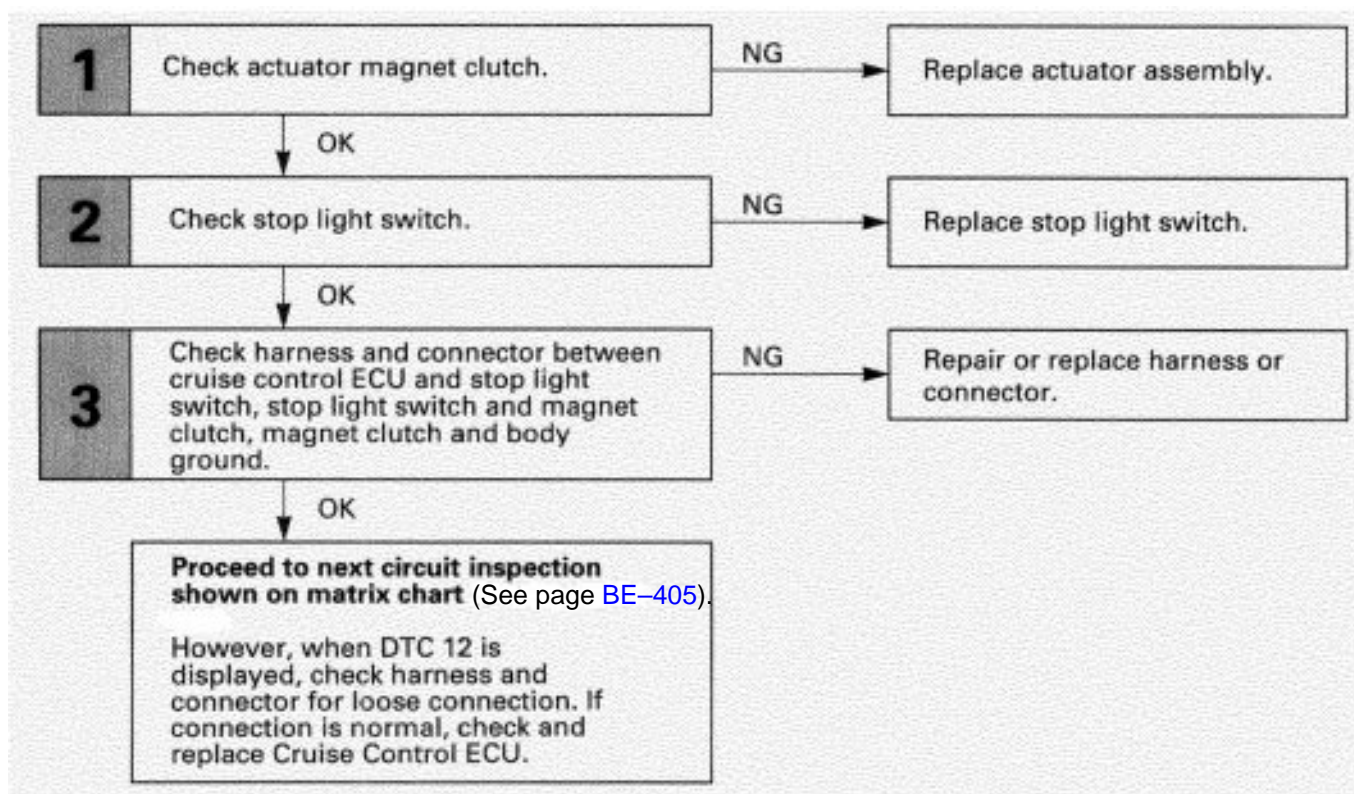 1
Check actuator magnet clutch.
NG
Replace actuator assembly.
OK
2
Check stop light switch.
NG
Replace stop light switch.
OK
3
Check harness and connector between
cruise control ECU and stop light
switch, stop light switch and magnet
clutch, magnet clutch and body
ground.
NG
Repair or replace harness or
connector.
OK
Proceed to next circuit inspection
shown on matrix chart (See page BE–405).
However, when DTC 12 is
displayed, check harness and
connector for loose connection. If
connection is normal, check and
replace Cruise Control ECU.